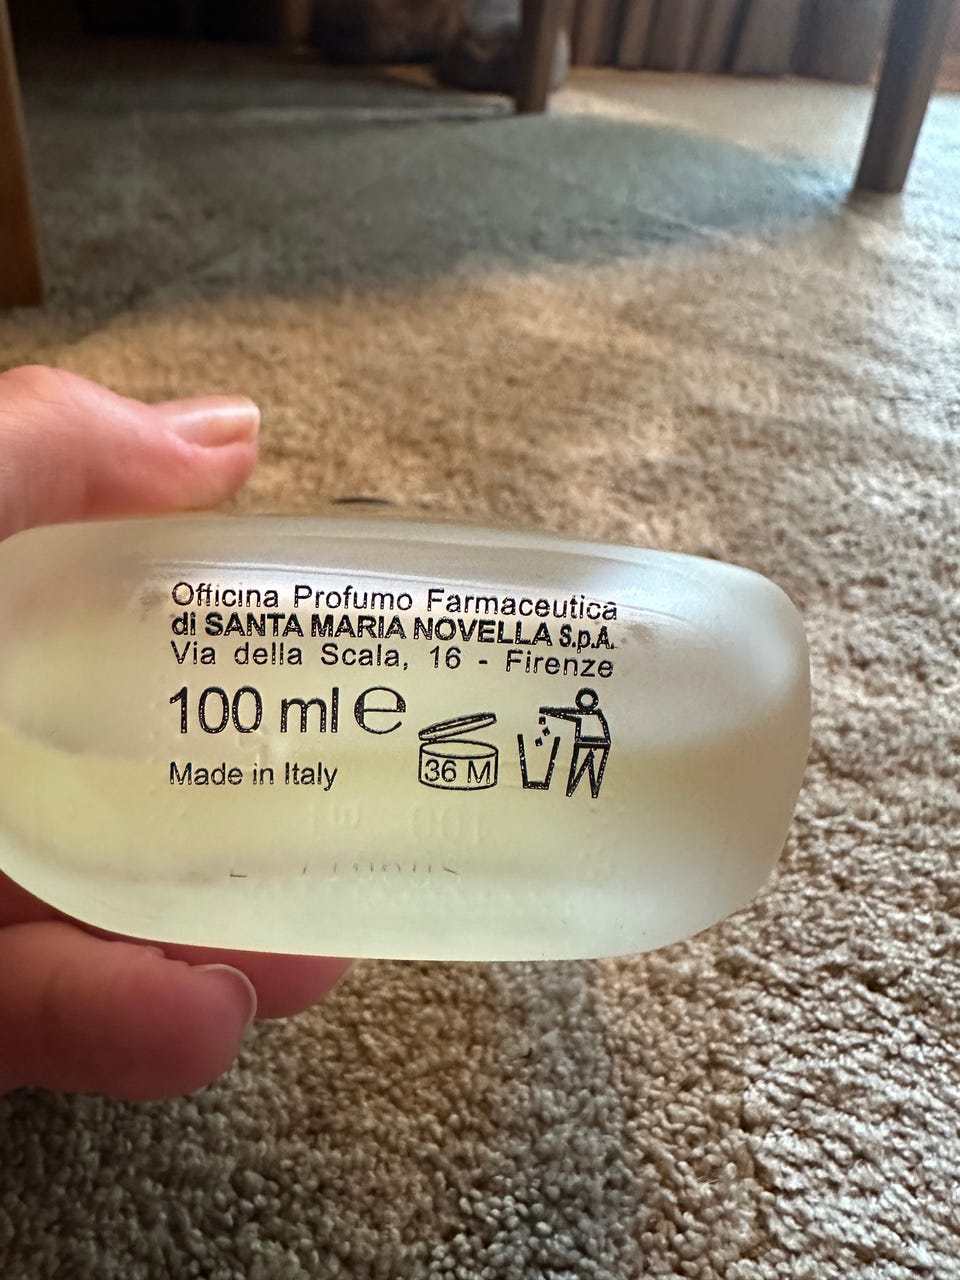 Officina Profumo Farmaceutica
di SANTA MARIA NOVELLA S.p.A.
Via della Scala, 16 - Firenze
100 ml ℮
36 M
Made in Italy